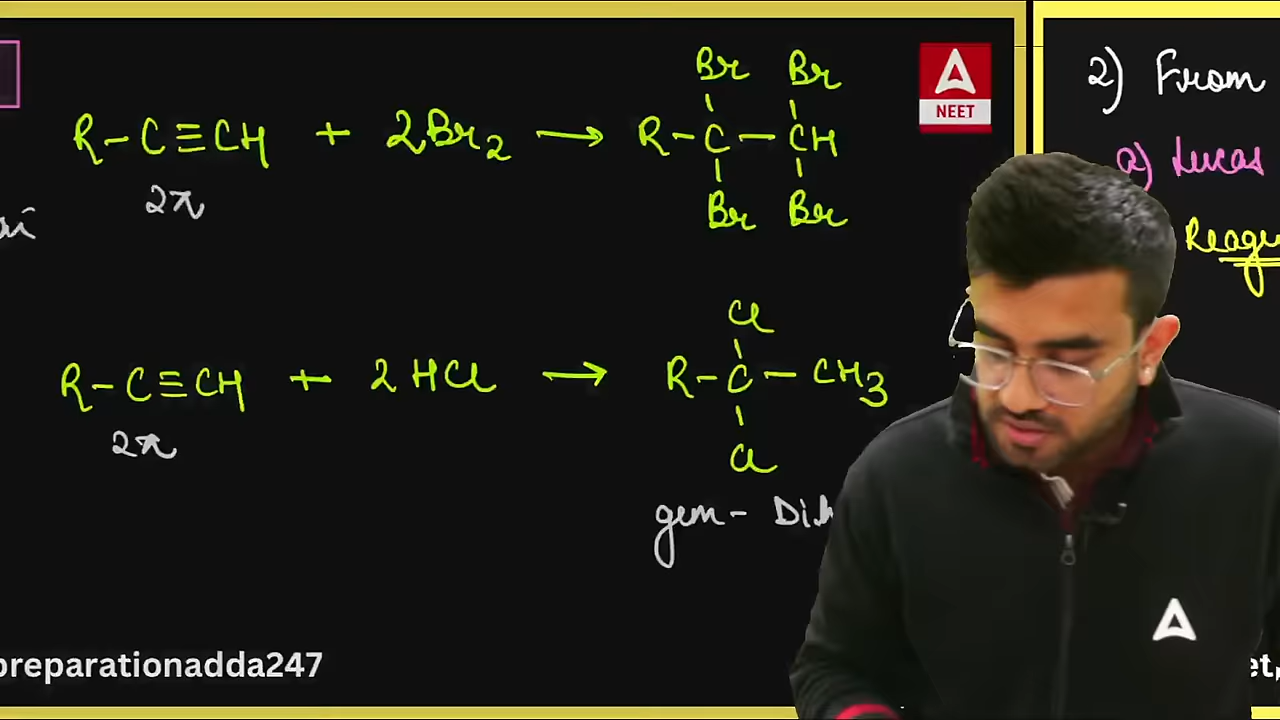 Br Br
R-C≡CH + 2Br₂ → R-C-CH
2π
Br Br
Cl
R-C≡CH + 2HCl → R-C-CH₃
2π
Cl
gem-
preparationadda247
NEET
2) From
a) Lucas